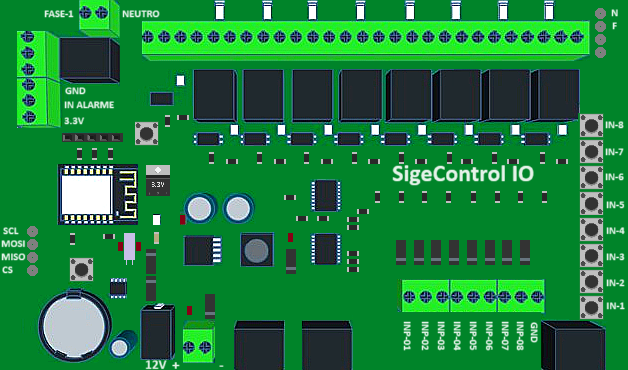 FASE-1
NEUTRO
N
F
GND
IN ALARME
3.3V
IN-8
IN-7
IN-6
IN-5
IN-4
IN-3
IN-2
IN-1
3.3V
SigeControl IO
SCL
MOSI
MISO
CS
INP-01
INP-02
INP-03
INP-04
INP-05
INP-06
INP-07
INP-08
GND
12V + -